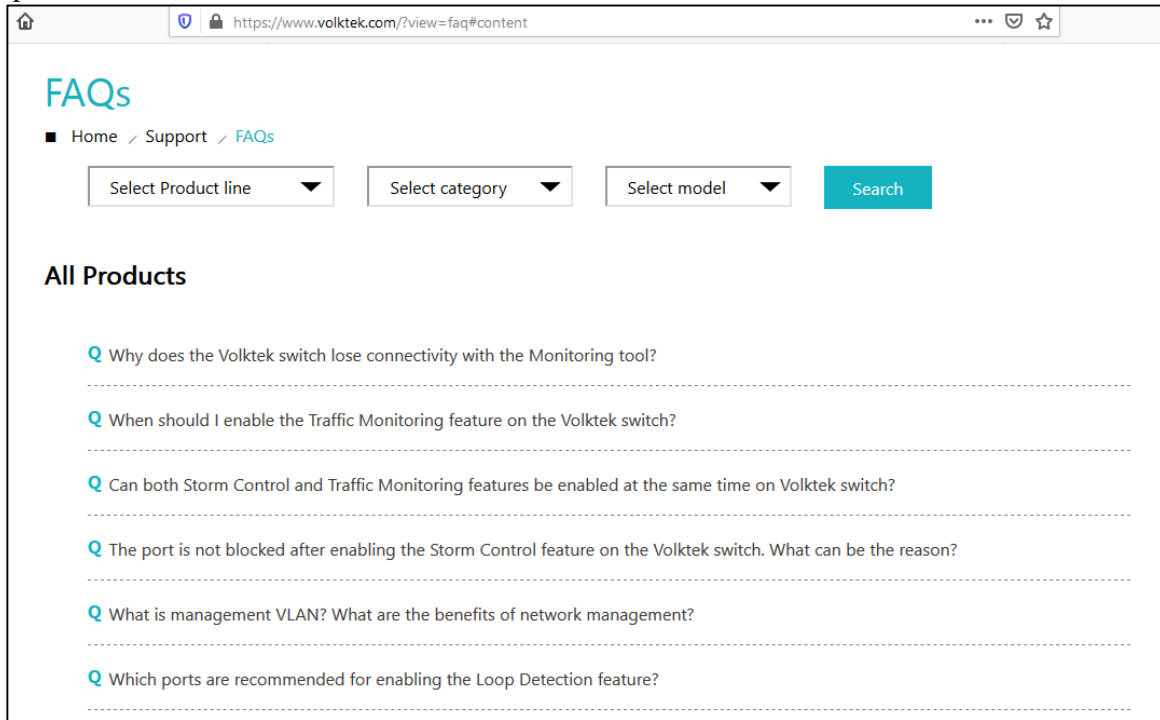 https://www.volktek.com/?view=faq#content
FAQs
Home / Support / FAQs
Select Product line Select category Select model Search
All Products
Q Why does the Volktek switch lose connectivity with the Monitoring tool?
Q When should I enable the Traffic Monitoring feature on the Volktek switch?
Q Can both Storm Control and Traffic Monitoring features be enabled at the same time on Volktek switch?
Q The port is not blocked after enabling the Storm Control feature on the Volktek switch. What can be the reason?
Q What is management VLAN? What are the benefits of network management?
Q Which ports are recommended for enabling the Loop Detection feature?